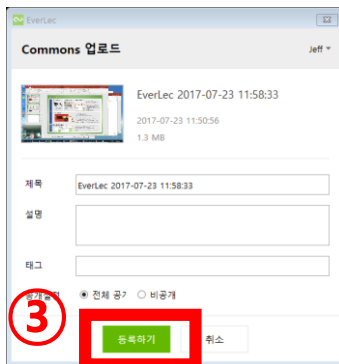 EverLec
Commons 업로드
Jeff
EverLec 2017-07-23 11:58:33
2017-07-23 11:50:56
1.3 MB
제목
EverLec 2017-07-23 11:58:33
설명
태그
전체 공개
비공개
③
등록하기
취소